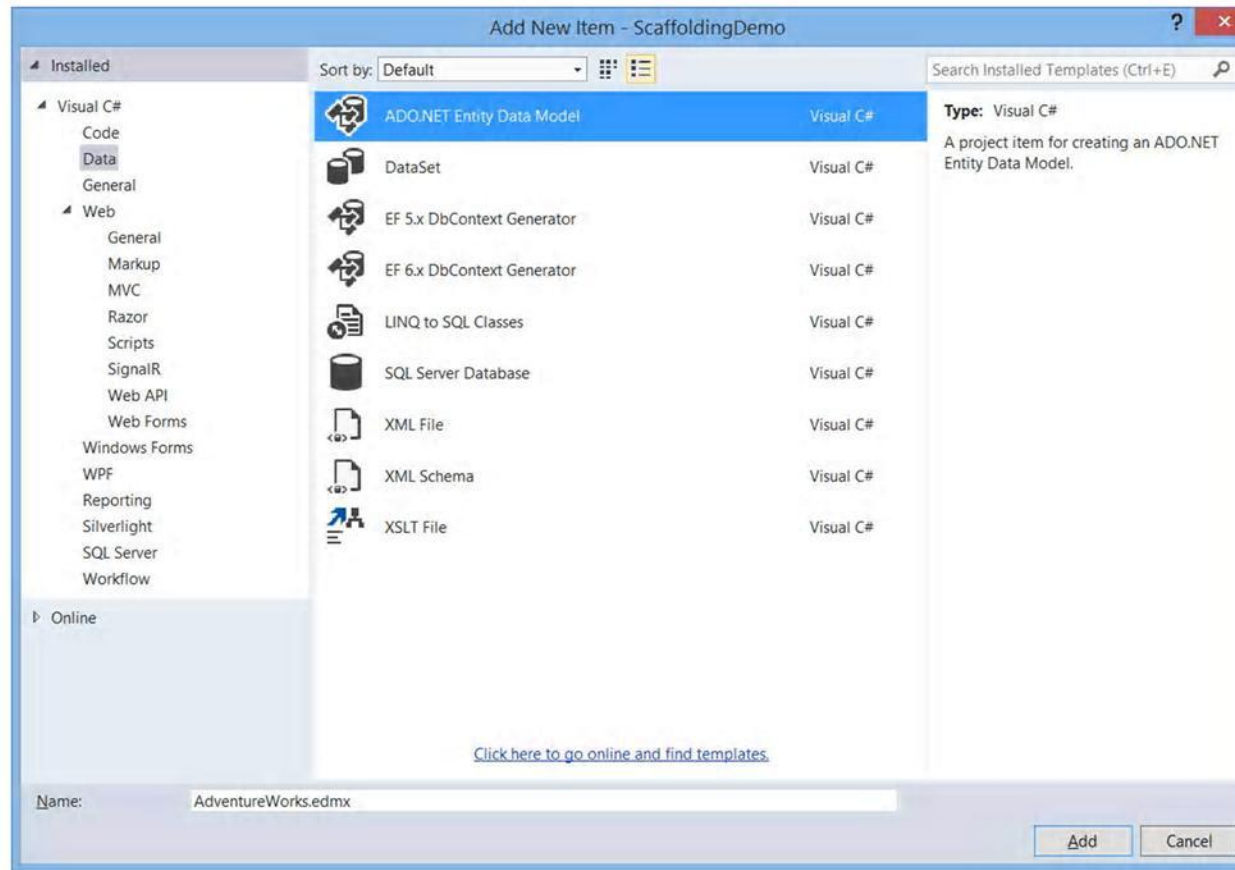 Add New Item - ScaffoldingDemo
?
Installed
Sort by: Default
Search Installed Templates (Ctrl+E)
Visual C#
Code
Data
General
Web
General
Markup
MVC
Razor
Scripts
SignalR
Web API
Web Forms
Windows Forms
WPF
Reporting
Silverlight
SQL Server
Workflow
Online
ADO.NET Entity Data Model Visual C#
DataSet Visual C#
EF 5.x DbContext Generator Visual C#
EF 6.x DbContext Generator Visual C#
LINQ to SQL Classes Visual C#
SQL Server Database Visual C#
XML File Visual C#
XML Schema Visual C#
XSLT File Visual C#
Click here to go online and find templates.
Type: Visual C#
A project item for creating an ADO.NET
Entity Data Model.
Name: AdventureWorks.edmx
Add Cancel